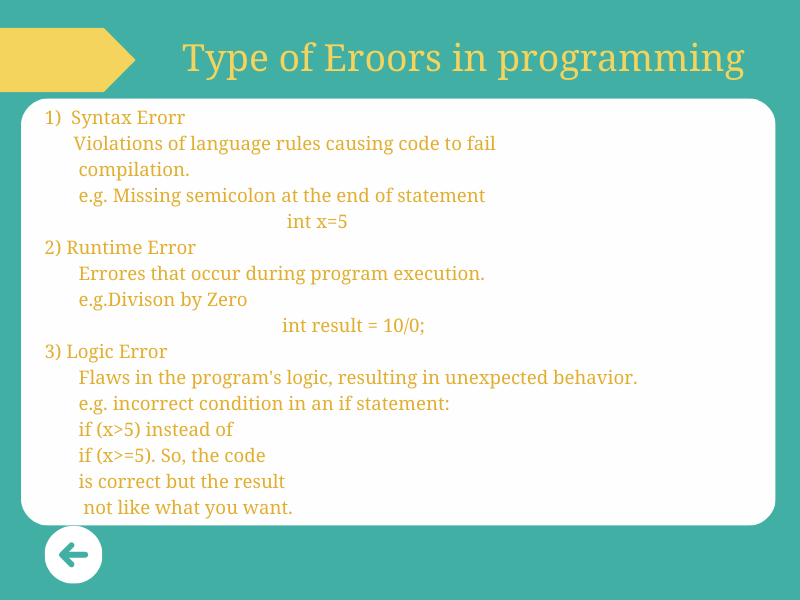 Type of Eroors in programming
1) Syntax Erorr
Violations of language rules causing code to fail
compilation.
e.g. Missing semicolon at the end of statement
int x=5
2) Runtime Error
Errores that occur during program execution.
e.g.Divison by Zero
int result = 10/0;
3) Logic Error
Flaws in the program's logic, resulting in unexpected behavior.
e.g. incorrect condition in an if statement:
if (x>5) instead of
if (x>=5). So, the code
is correct but the result
not like what you want.